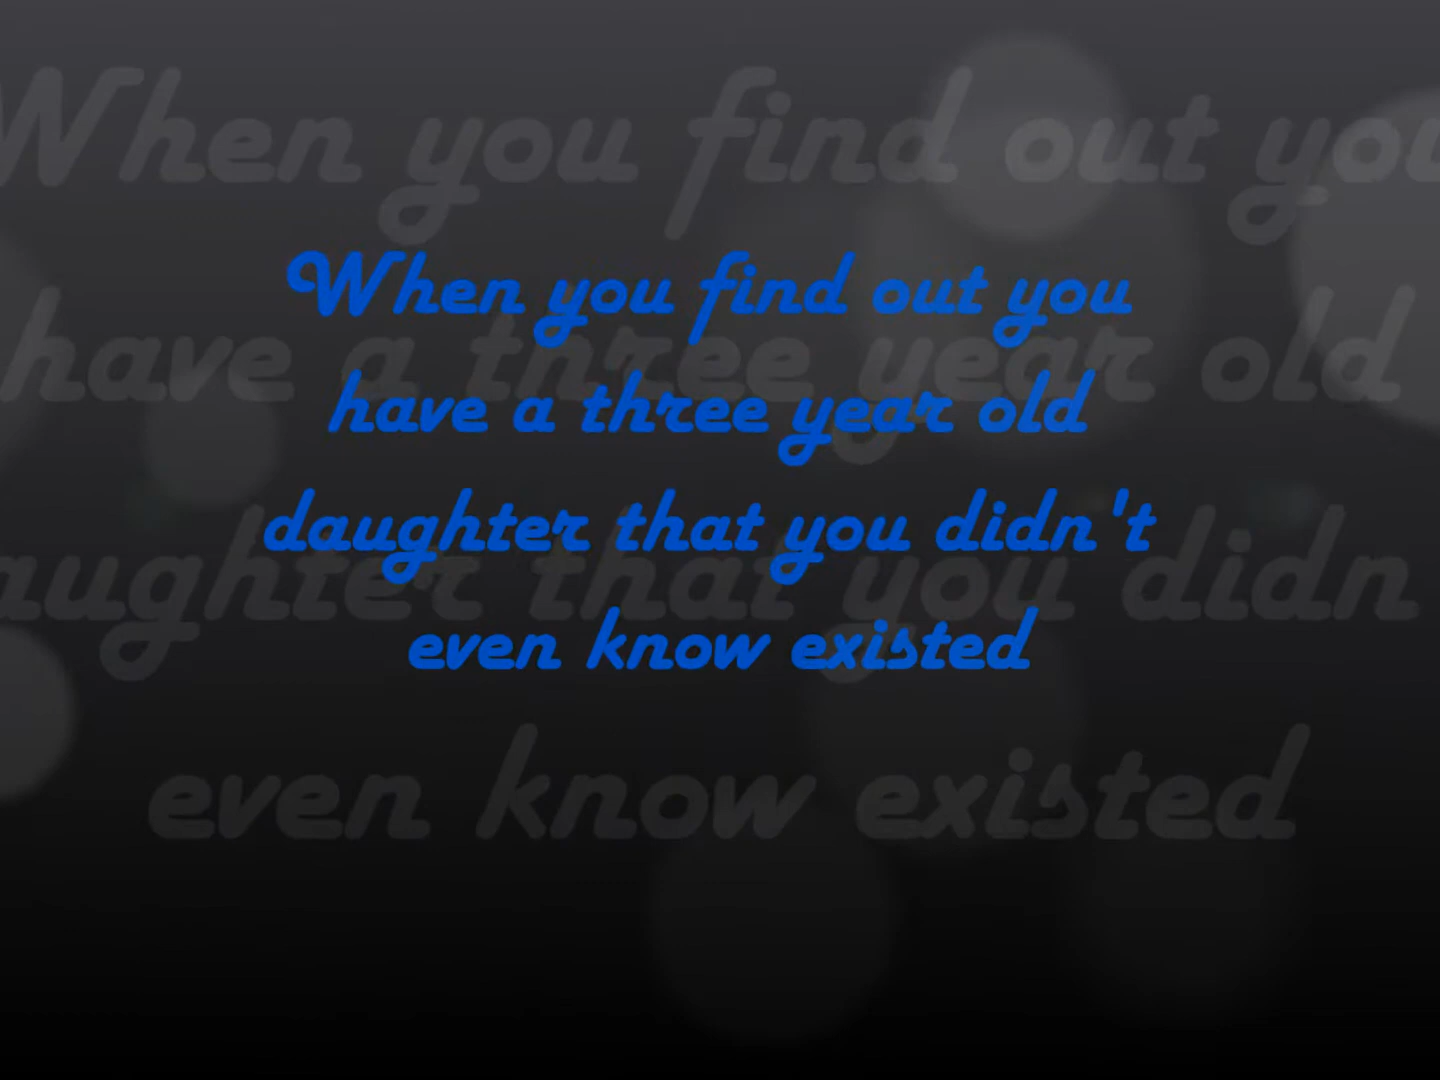 When you find out you
have a three year old
daughter that you didn't
even know existed